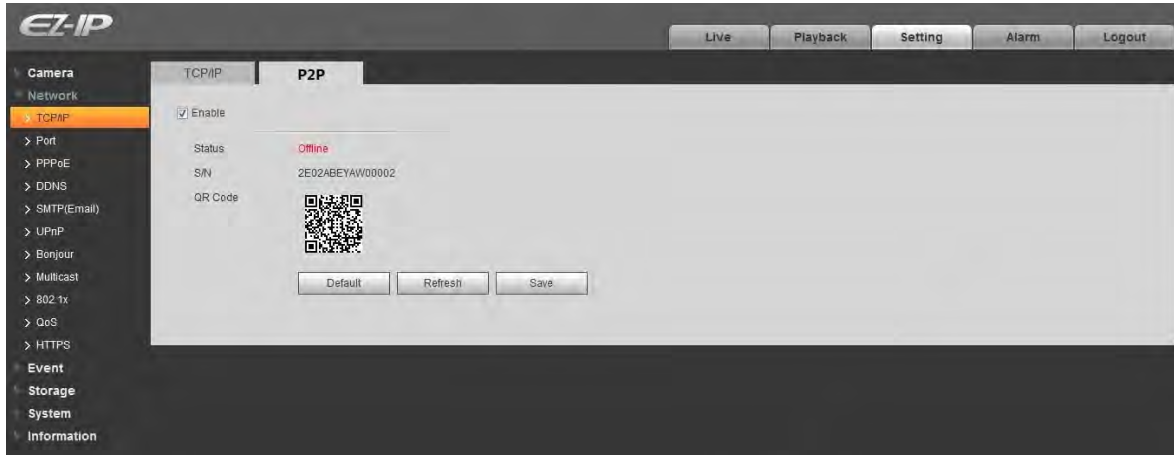 EZ-IP
Live Playback Setting Alarm Logout
Camera
Network
> TCP/IP
> Port
> PPPoE
> DDNS
> SMTP(Email)
> UPnP
> Bonjour
> Multicast
> 802.1x
> QoS
> HTTPS
Event
Storage
System
Information
TCP/IP P2P
Enable
Status Offline
S/N 2E02ABEYAW00002
QR Code
Default Refresh Save